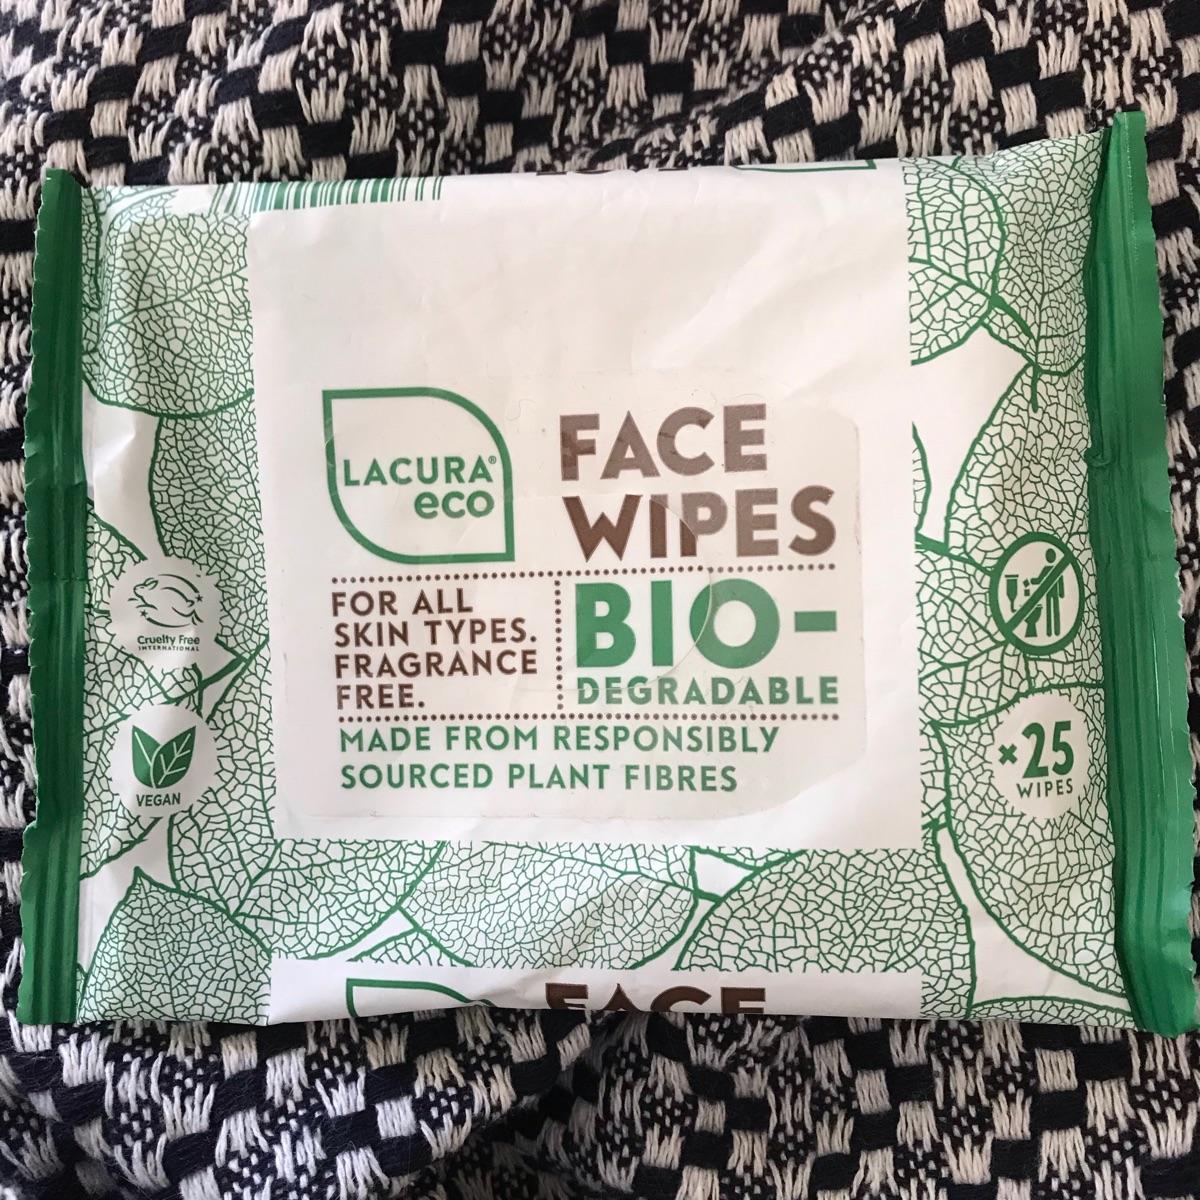 LACURA®
eco
FACE
WIPES
FOR ALL
SKIN TYPES.
FRAGRANCE
FREE.
BIO-
DEGRADABLE
MADE FROM RESPONSIBLY
SOURCED PLANT FIBRES
Cruelty Free
INTERNATIONAL
VEGAN
×25
WIPES
FACE